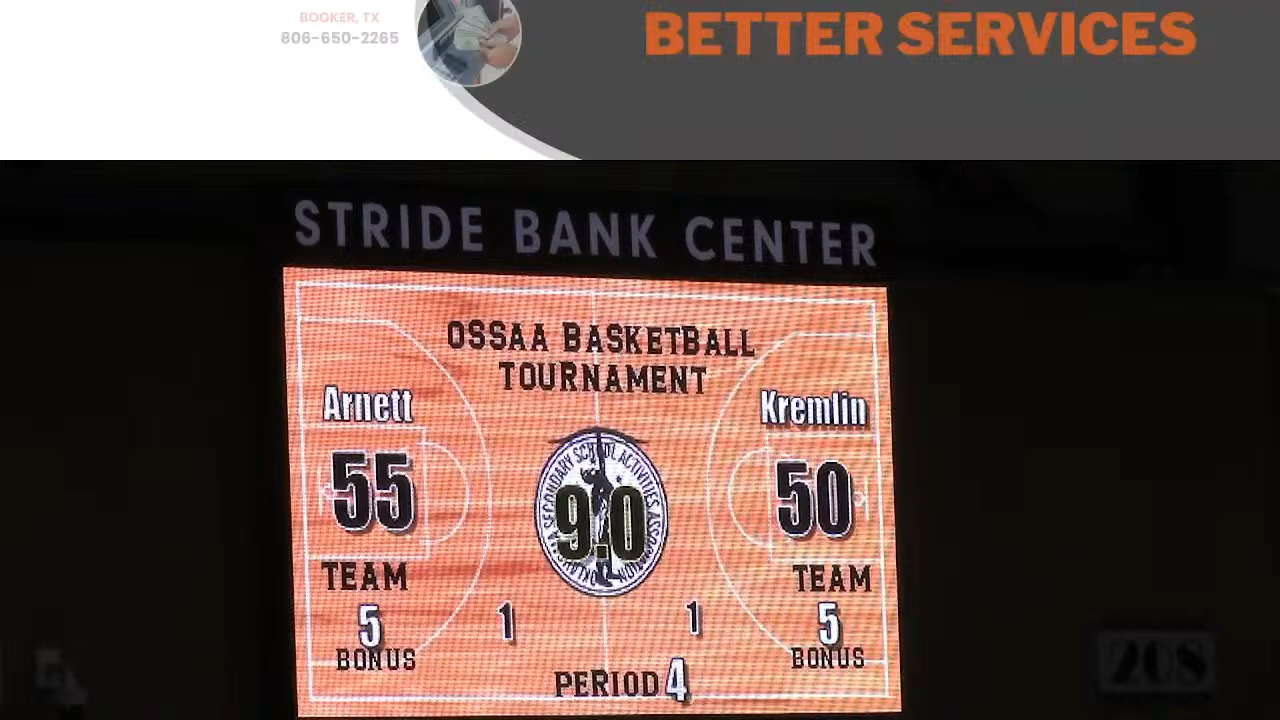 BOOKER, TX
806-650-2265
BETTER SERVICES
STRIDE BANK CENTER
OSSAA BASKETBALL
TOURNAMENT
Arnett
Kremlin
55
9.0
50
TEAM
TEAM
5
1
1
5
BONUS
BONUS
PERIOD 4
208